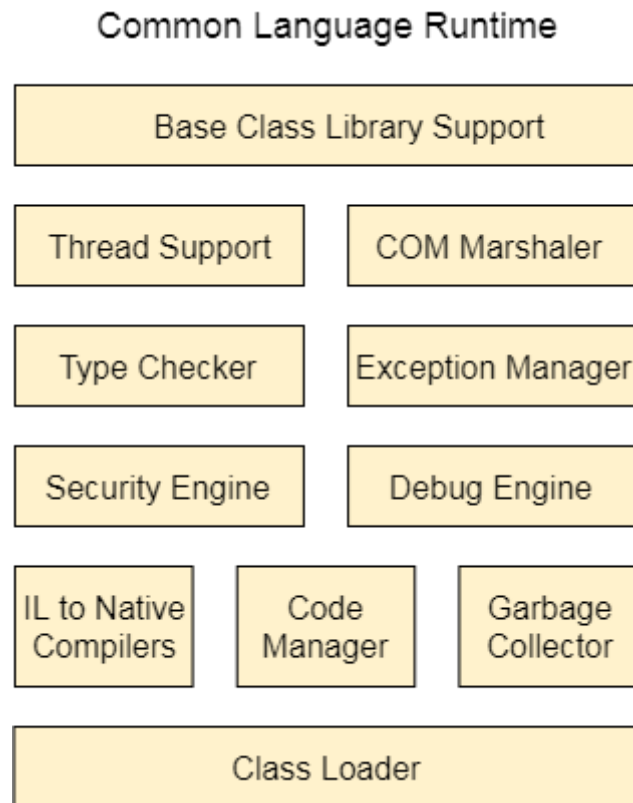 Common Language Runtime
Base Class Library Support
Thread Support
COM Marshaler
Type Checker
Exception Manager
Security Engine
Debug Engine
IL to Native
Compilers
Code
Manager
Garbage
Collector
Class Loader